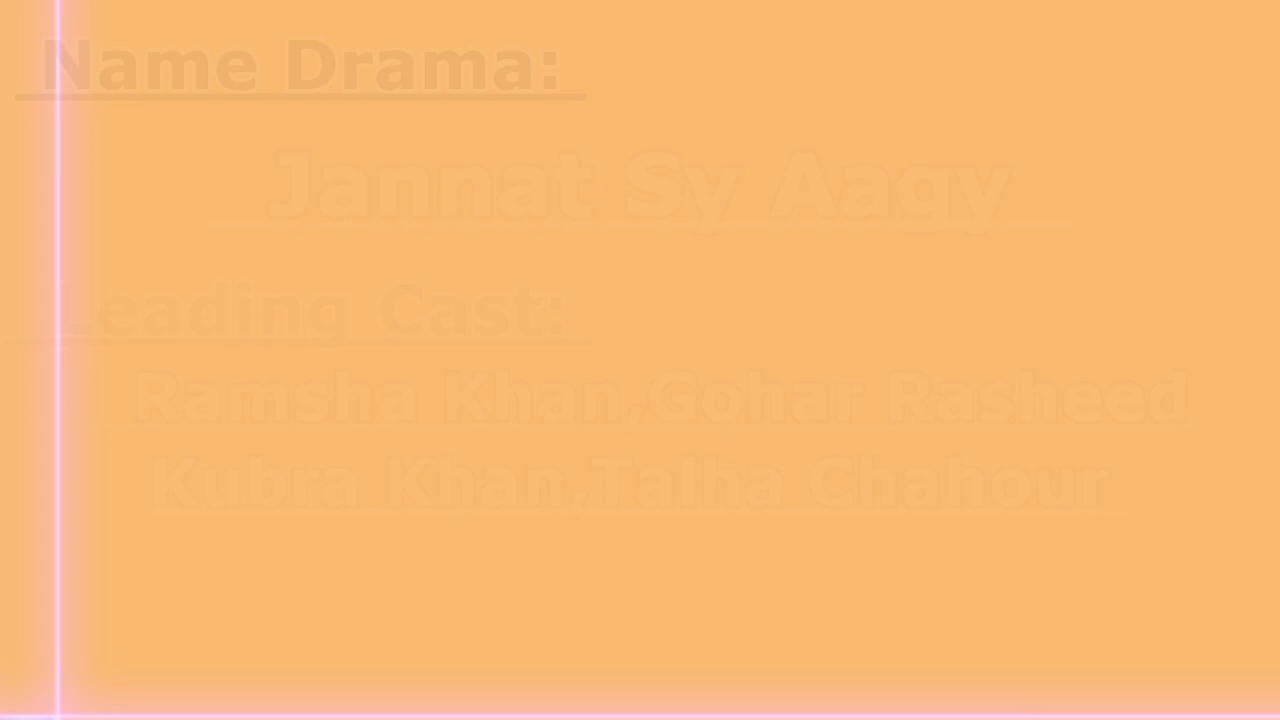 Name Drama:
Jannat Sy Aagy
Leading Cast:
Ramsha Khan,Gohar Rasheed
Kubra Khan,Talha Chahour